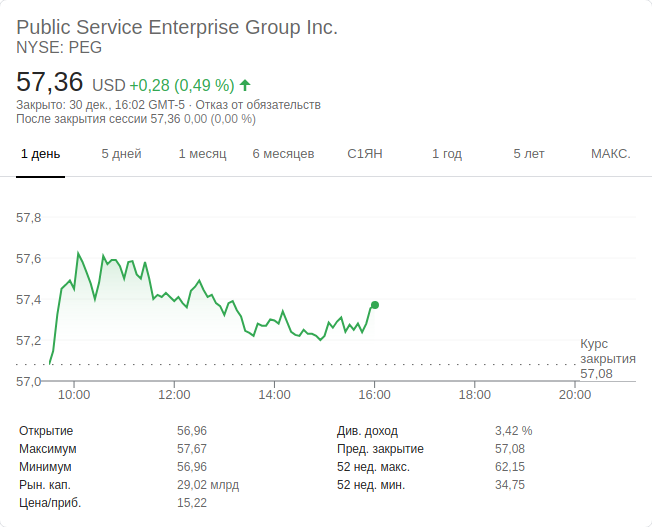 Public Service Enterprise Group Inc.
NYSE: PEG
57,36 USD +0,28 (0,49 %)
Закрыто: 30 дек., 16:02 GMT-5 · Отказ от обязательств
После закрытия сессии 57,36 0,00 (0,00 %)
1 день 5 дней 1 месяц 6 месяцев С1ЯН 1 год 5 лет МАКС.
57,8
57,6
57,4
57,2
57,0
Курс
закрытия
57,08
10:00 12:00 14:00 16:00 18:00 20:00
Открытие 56,96 Див. доход 3,42 %
Максимум 57,67 Пред. закрытие 57,08
Минимум 56,96 52 нед. макс. 62,15
Рын. кап. 29,02 млрд 52 нед. мин. 34,75
Цена/приб. 15,22